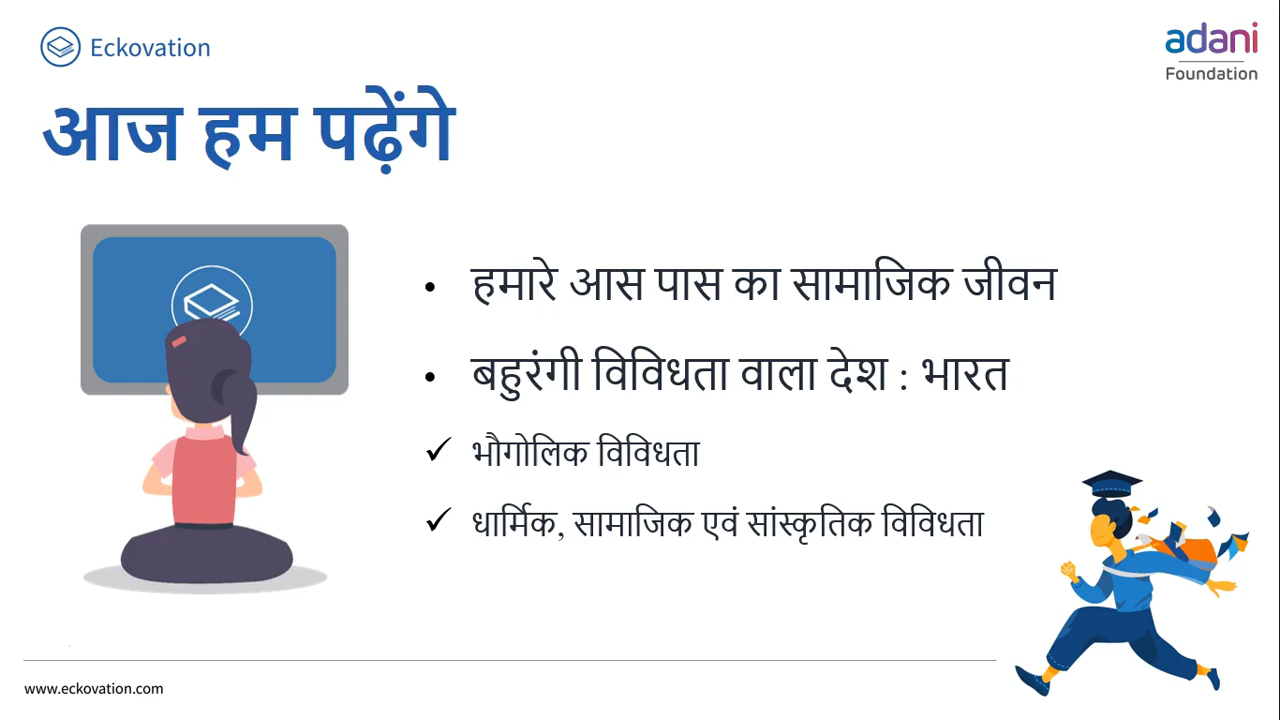 Eckovation
adani
Foundation
आज हम पढ़ेंगे
• हमारे आस पास का सामाजिक जीवन
• बहुरंगी विविधता वाला देश : भारत
✓ भौगोलिक विविधता
✓ धार्मिक, सामाजिक एवं सांस्कृतिक विविधता
www.eckovation.com